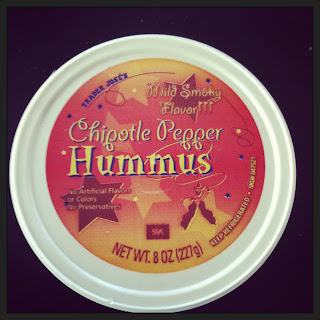 TRADER JOSE'S
Mild Smoky
Flavor!!!
Chipotle Pepper
Hummus
No Artificial Flavors
or Colors
No Preservatives
NET WT. 8 OZ (227g)
KEEP REFRIGERATED •